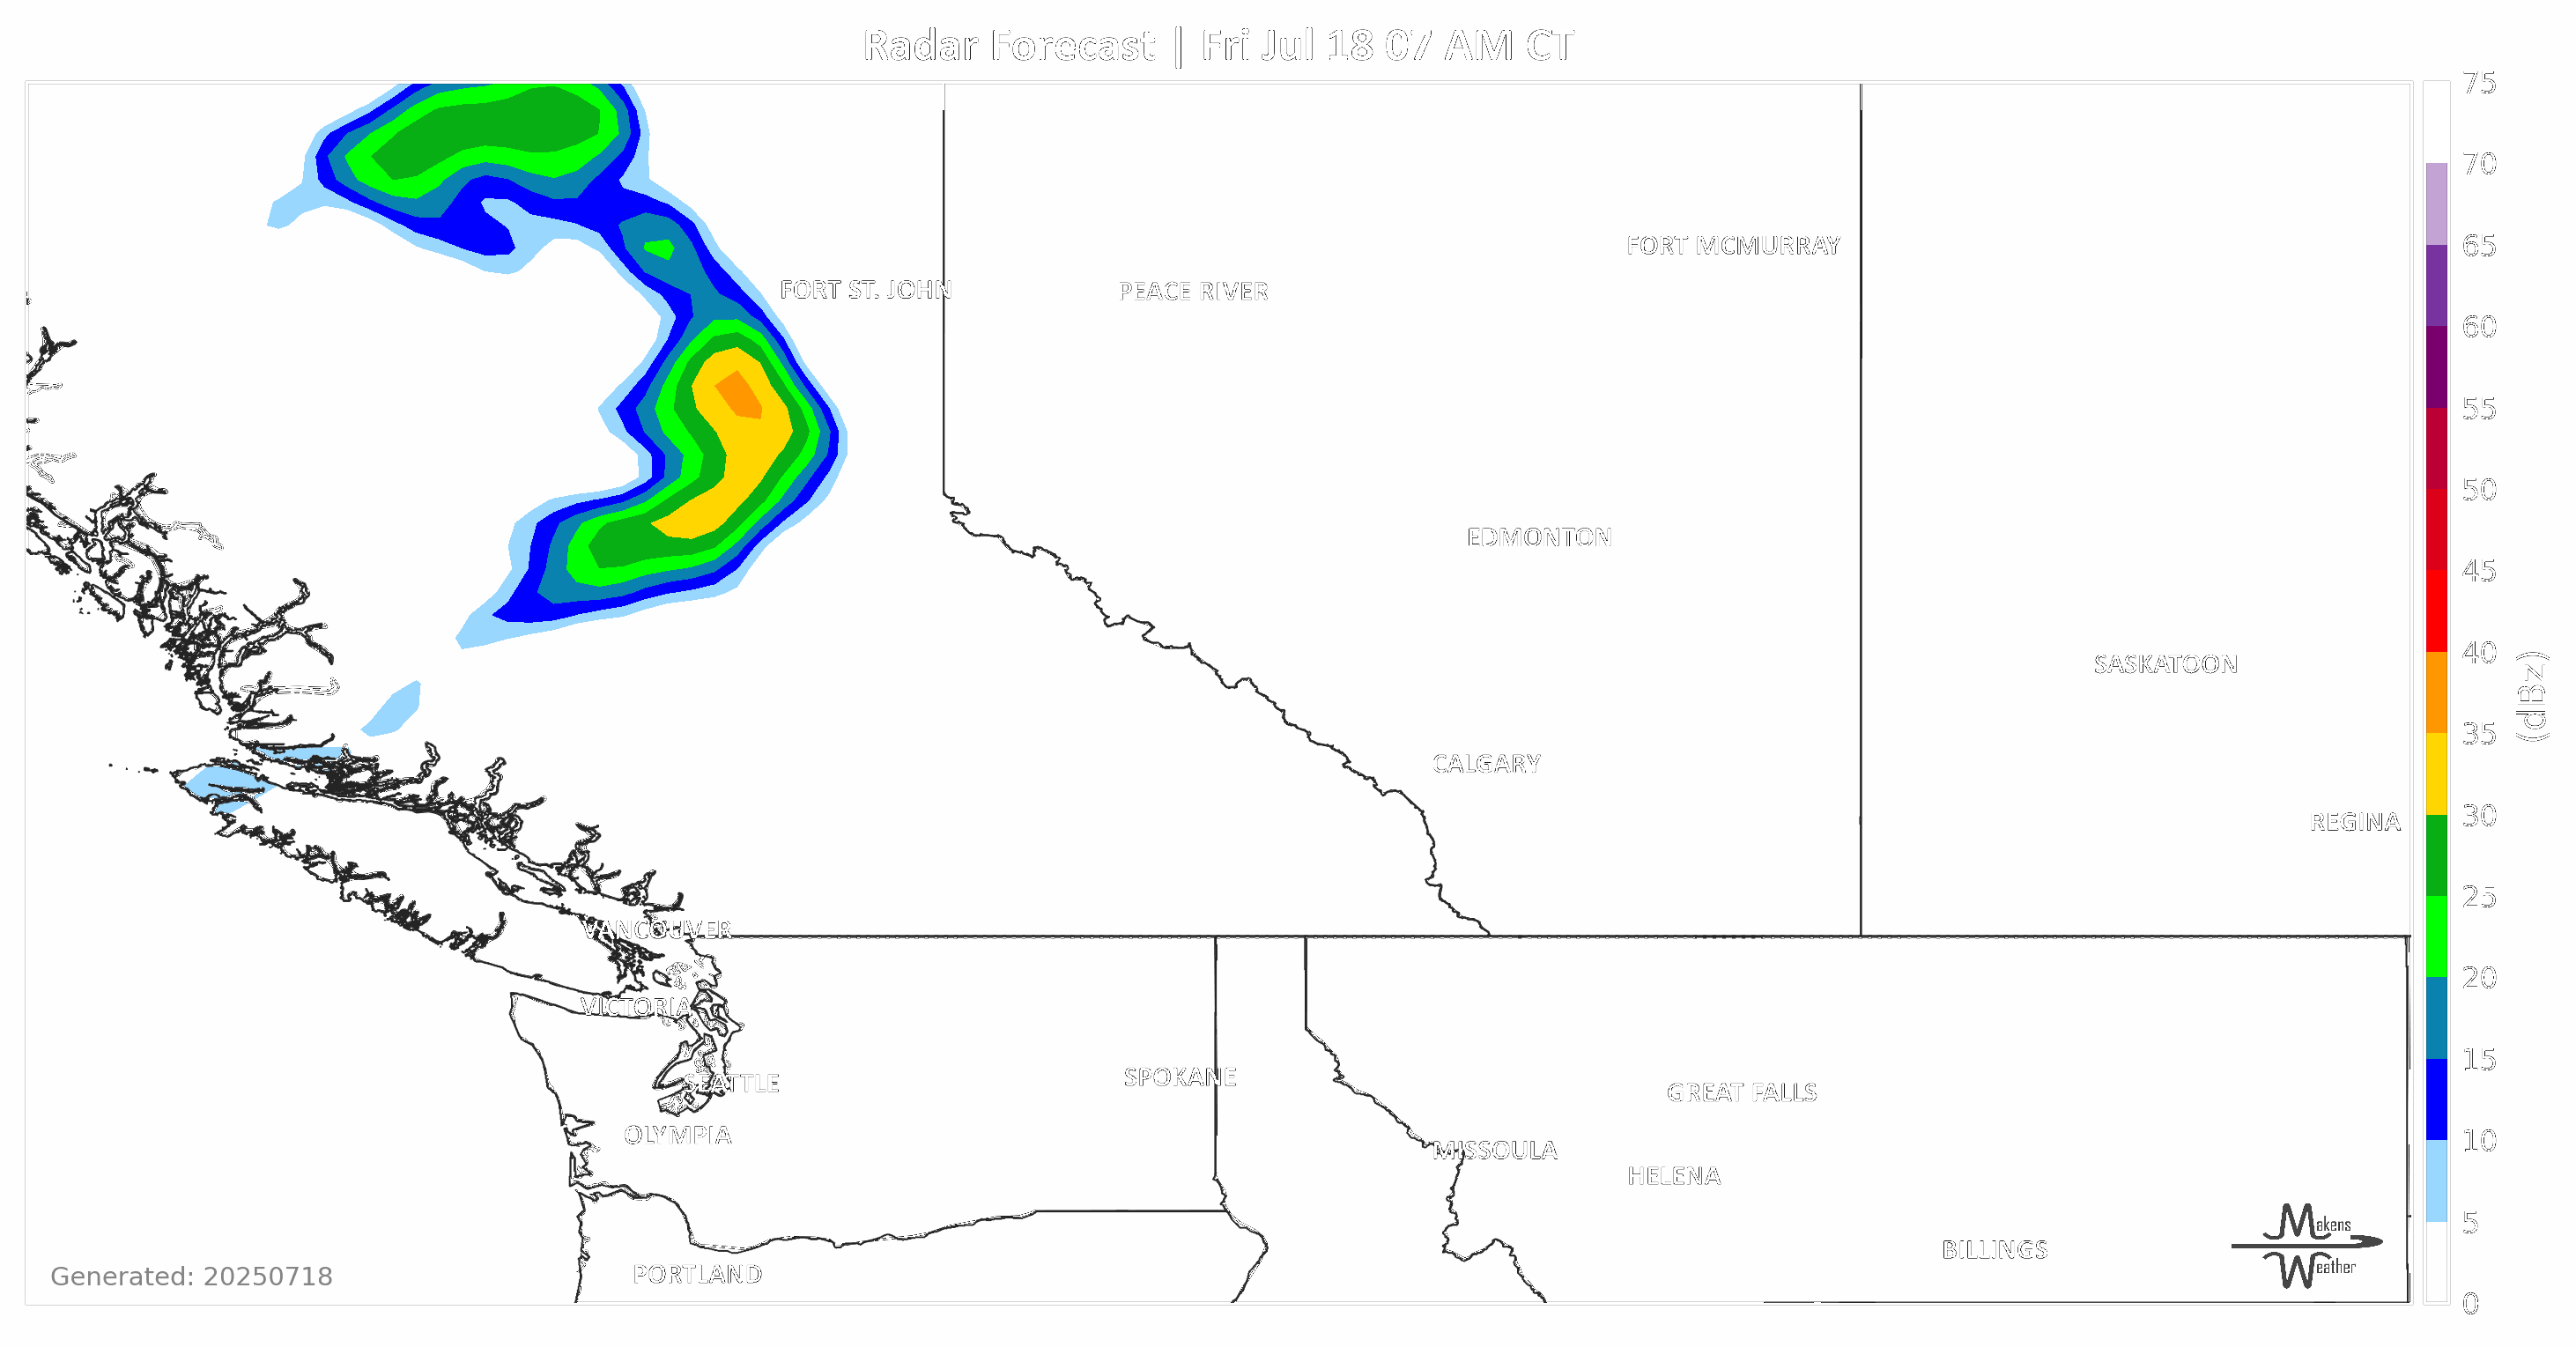 Radar Forecast | Fri Jul 18 07 AM CT
75
70
65
60
55
50
45
40
35
30
25
20
15
10
5
0
(dBz)
FORT MCMURRAY
FORT ST. JOHN
PEACE RIVER
EDMONTON
SASKATOON
CALGARY
REGINA
VANCOUVER
VICTORIA
SEATTLE
SPOKANE
GREAT FALLS
OLYMPIA
MISSOULA
HELENA
BILLINGS
PORTLAND
Makens
Weather
Generated: 20250718